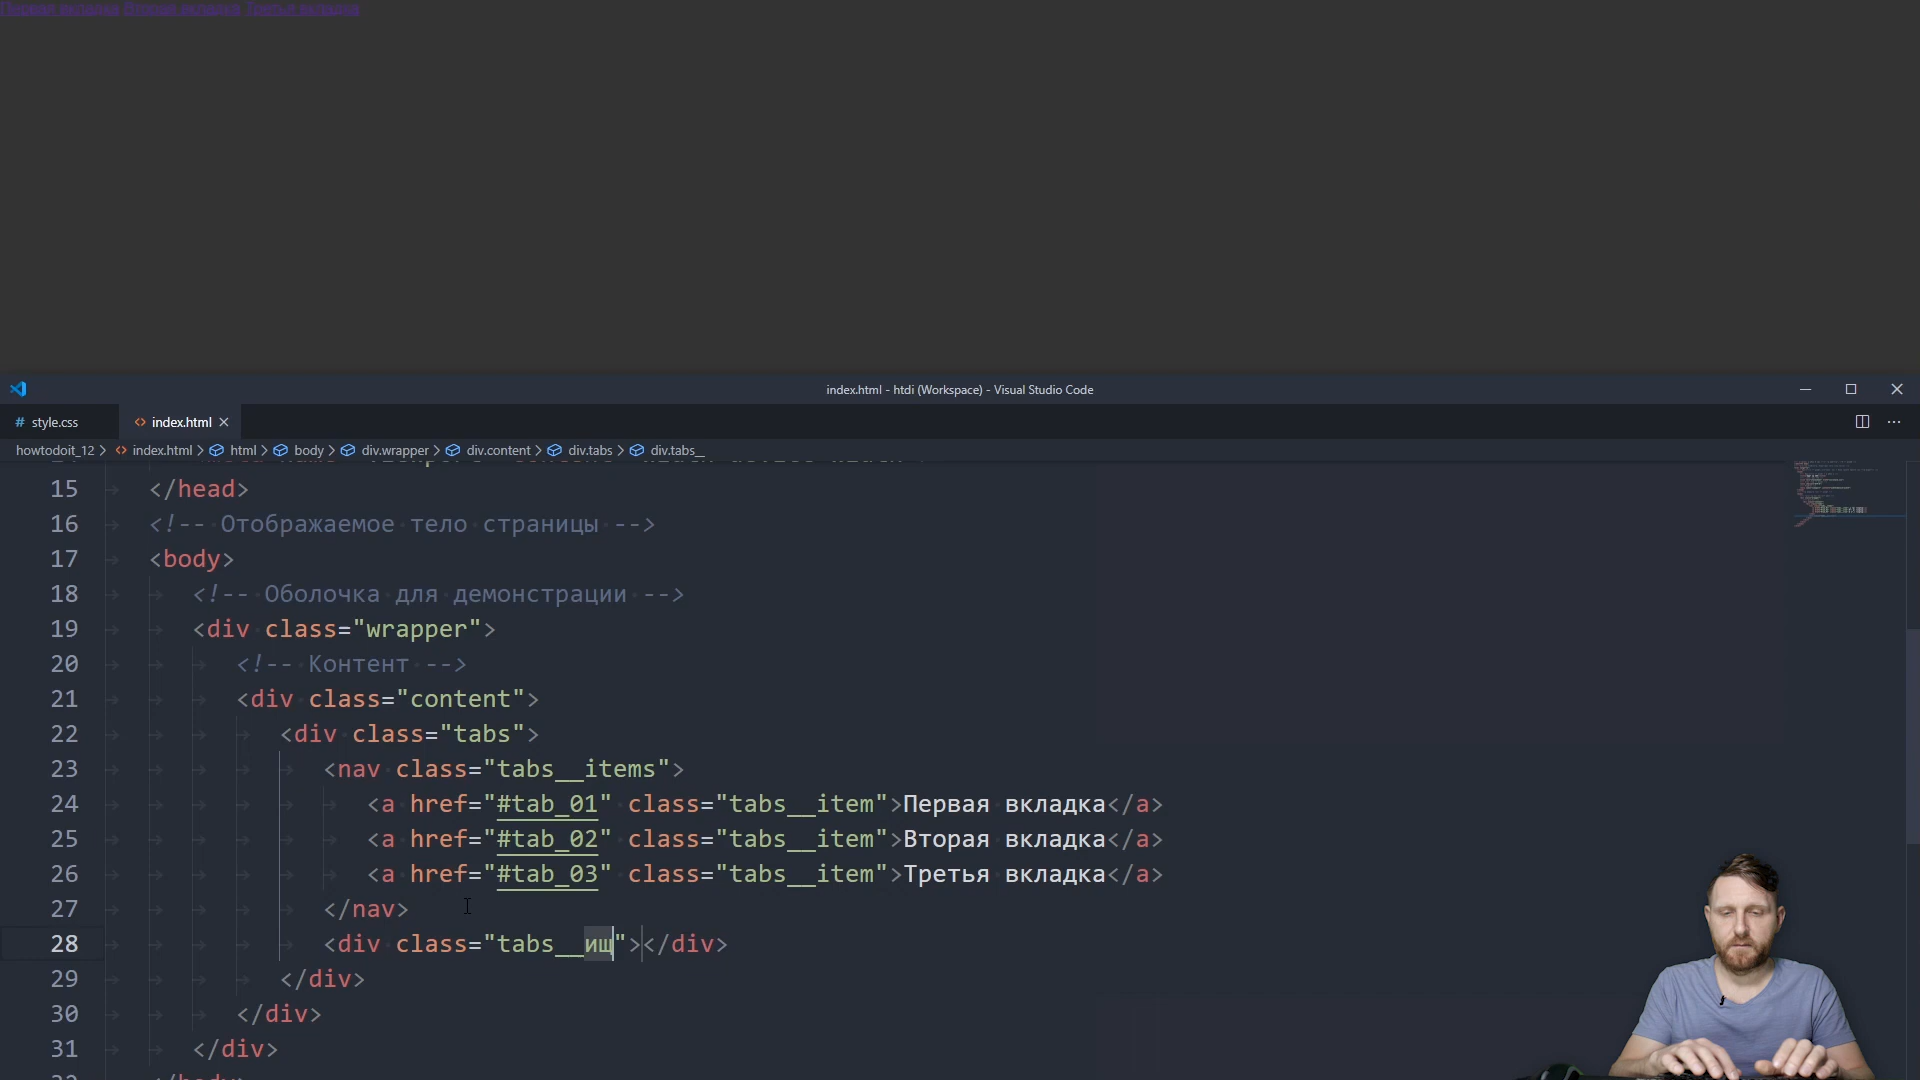 Первая вкладка Вторая вкладка Третья вкладка
index.html - htdi (Workspace) - Visual Studio Code
# style.css <> index.html
howtodoit_12 > <> index.html > html > body > div.wrapper > div.content > div.tabs > div.tabs__
15 </head>
16 <!-- Отображаемое тело страницы -->
17 <body>
18 <!-- Оболочка для демонстрации -->
19 <div class="wrapper">
20 <!-- Контент -->
21 <div class="content">
22 <div class="tabs">
23 <nav class="tabs__items">
24 <a href="#tab_01" class="tabs__item">Первая вкладка</a>
25 <a href="#tab_02" class="tabs__item">Вторая вкладка</a>
26 <a href="#tab_03" class="tabs__item">Третья вкладка</a>
27 </nav>
28 <div class="tabs__ищ"></div>
29 </div>
30 </div>
31 </div>